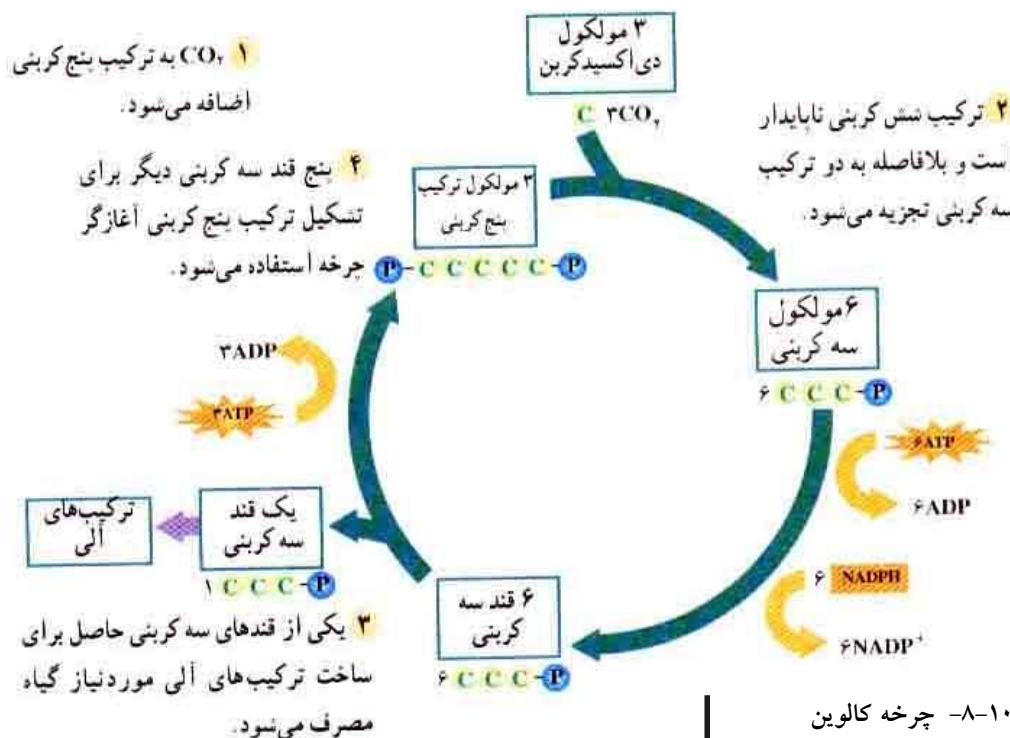 ۳ مولکول
دی‌اکسیدکربن
C ۳CO۲
۱ CO۲ به ترکیب پنج کربنی
اضافه می‌شود.
۲ ترکیب شش کربنی ناپایدار
است و بلافاصله به دو ترکیب
سه کربنی تجزیه می‌شود.
۴ پنج قند سه کربنی دیگر برای
تشکیل ترکیب پنج کربنی آغازگر
چرخه استفاده می‌شود.
۳ مولکول ترکیب
پنج کربنی
P-C C C C C-P
۶ مولکول
سه کربنی
۶ C C C-P
۶ATP
۶ADP
۶ NADPH
۶NADP+
۳ADP
۳ATP
ترکیب‌های
آلی
یک قند
سه کربنی
۱ C C C-P
۶ قند سه
کربنی
۶ C C C-P
۳ یکی از قندهای سه کربنی حاصل برای
ساخت ترکیب‌های آلی موردنیاز گیاه
مصرف می‌شود.
۸-۱۰- چرخه کالوین